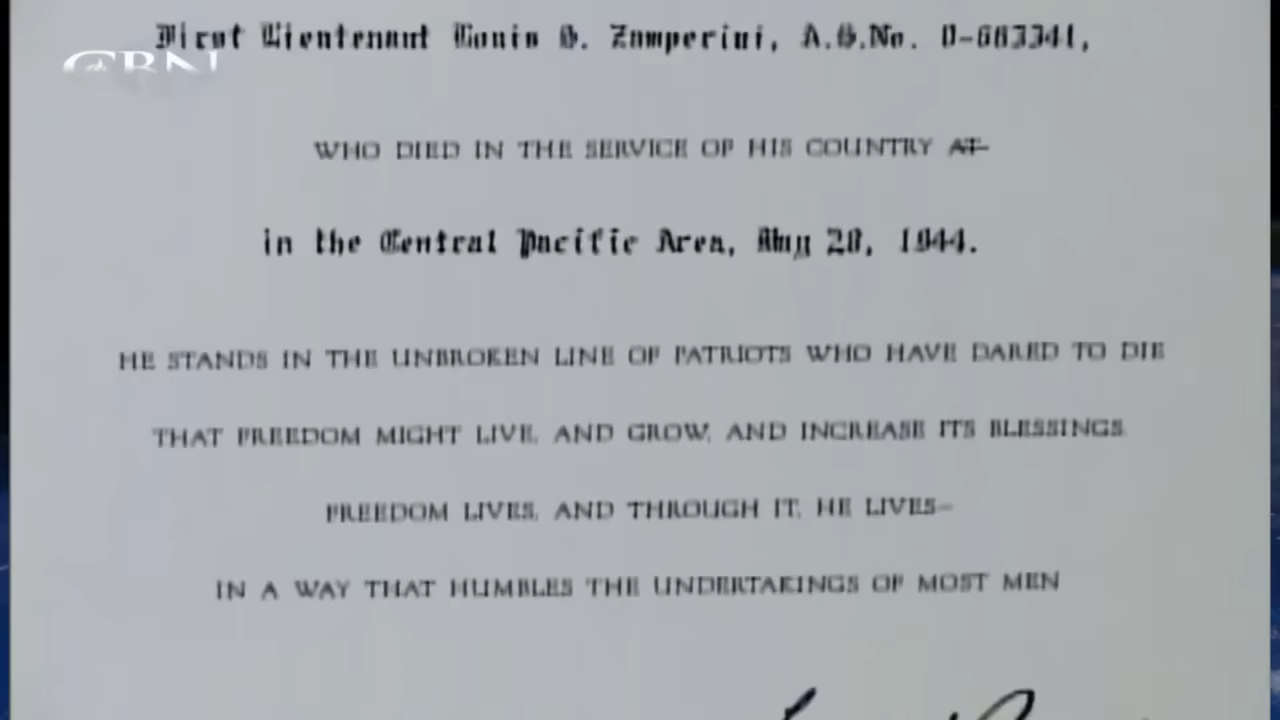 First Lieutenant Louis S. Zamperini, A.S.No. 0-663341,
CBN
WHO DIED IN THE SERVICE OF HIS COUNTRY AT
in the Central Pacific Area, May 28, 1944.
HE STANDS IN THE UNBROKEN LINE OF PATRIOTS WHO HAVE DARED TO DIE
THAT FREEDOM MIGHT LIVE, AND GROW, AND INCREASE ITS BLESSINGS.
FREEDOM LIVES, AND THROUGH IT, HE LIVES—
IN A WAY THAT HUMBLES THE UNDERTAKINGS OF MOST MEN